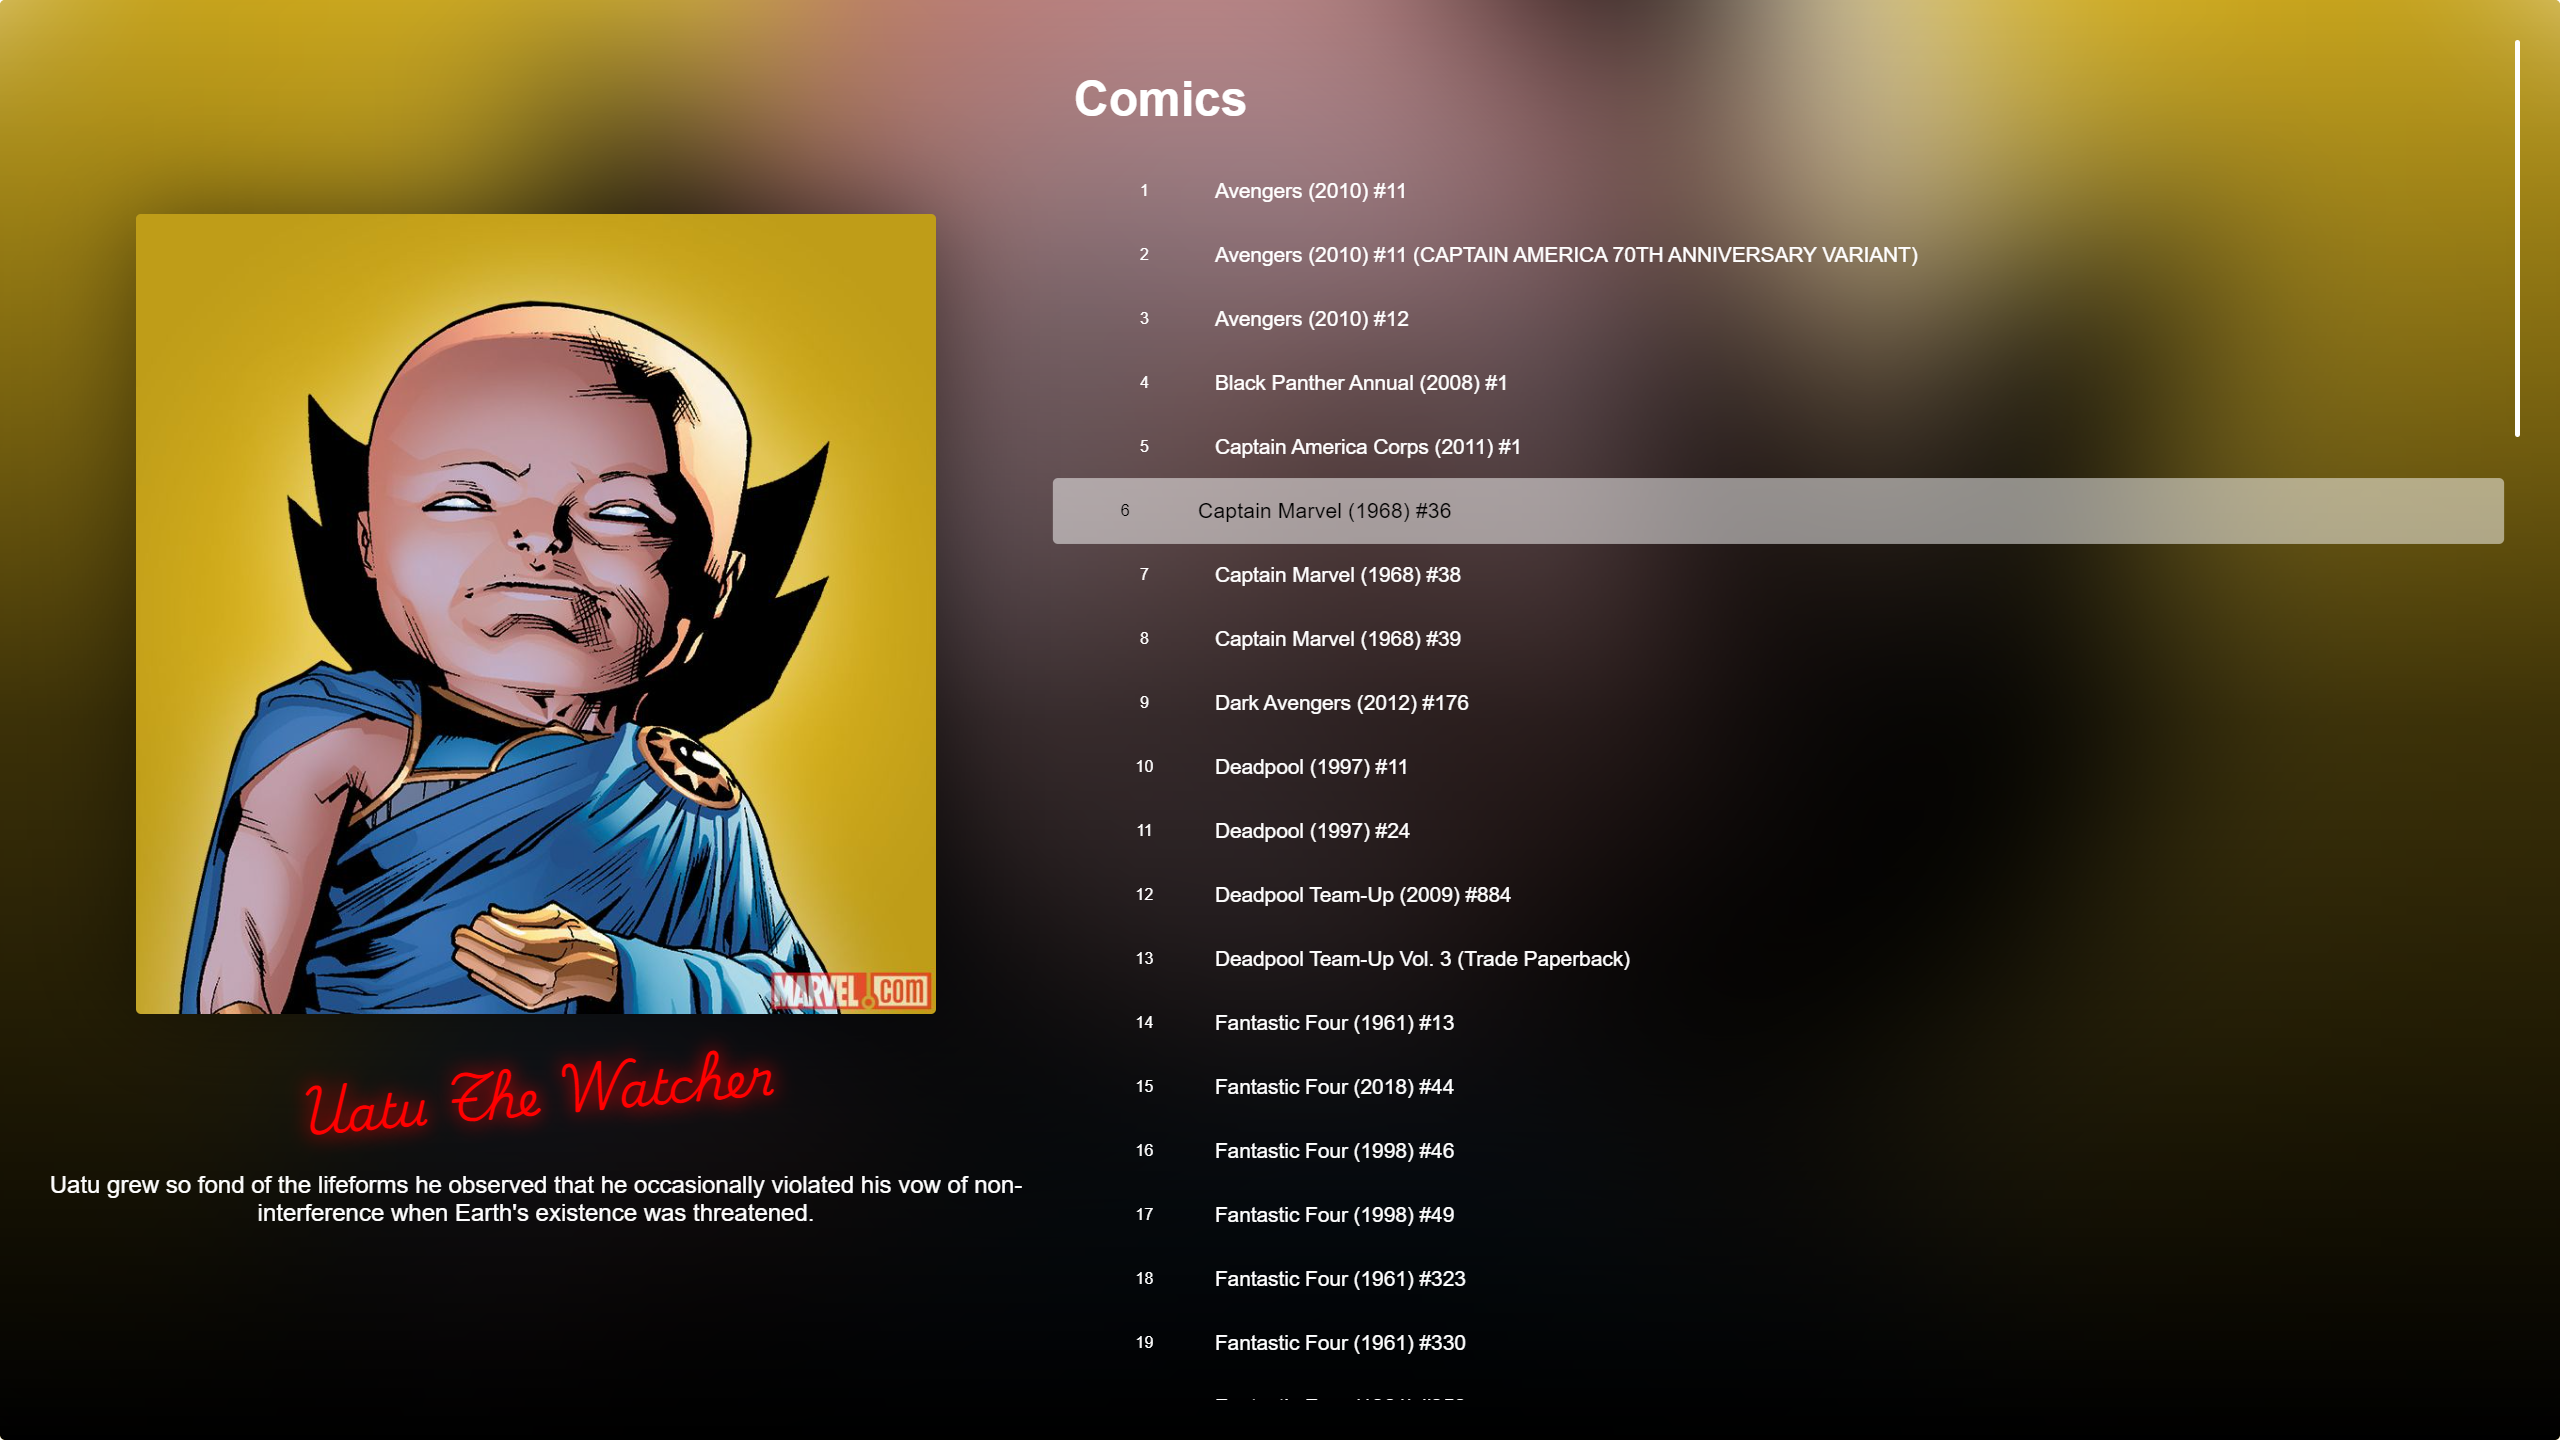 Comics
1 Avengers (2010) #11
2 Avengers (2010) #11 (CAPTAIN AMERICA 70TH ANNIVERSARY VARIANT)
3 Avengers (2010) #12
4 Black Panther Annual (2008) #1
5 Captain America Corps (2011) #1
6 Captain Marvel (1968) #36
7 Captain Marvel (1968) #38
8 Captain Marvel (1968) #39
9 Dark Avengers (2012) #176
10 Deadpool (1997) #11
11 Deadpool (1997) #24
12 Deadpool Team-Up (2009) #884
13 Deadpool Team-Up Vol. 3 (Trade Paperback)
14 Fantastic Four (1961) #13
15 Fantastic Four (2018) #44
16 Fantastic Four (1998) #46
17 Fantastic Four (1998) #49
18 Fantastic Four (1961) #323
19 Fantastic Four (1961) #330
MARVEL.COM
Uatu The Watcher
Uatu grew so fond of the lifeforms he observed that he occasionally violated his vow of non-
interference when Earth's existence was threatened.